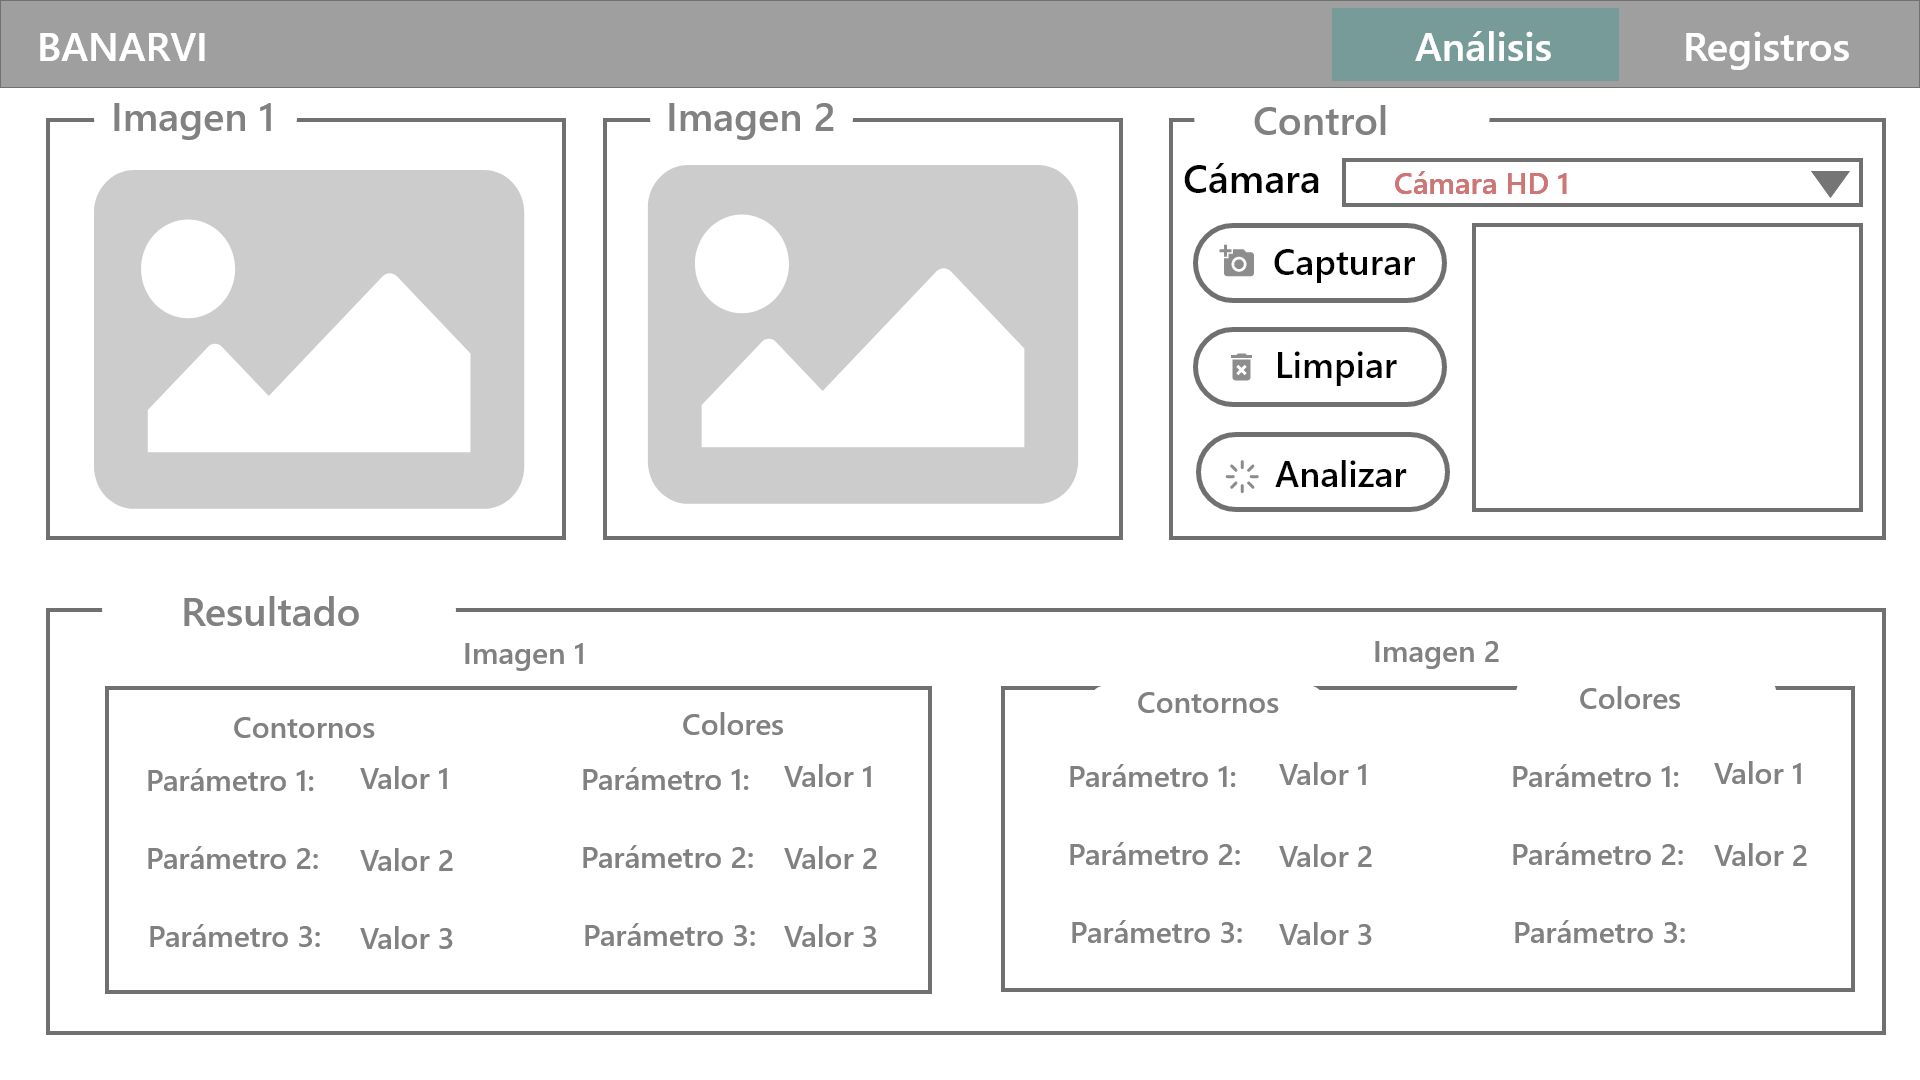 BANARVI
Análisis
Registros
Imagen 1
Imagen 2
Control
Cámara
Cámara HD 1
Capturar
Limpiar
Analizar
Resultado
Imagen 1
Contornos
Colores
Parámetro 1: Valor 1
Parámetro 1: Valor 1
Parámetro 2: Valor 2
Parámetro 2: Valor 2
Parámetro 3: Valor 3
Parámetro 3: Valor 3
Imagen 2
Contornos
Colores
Parámetro 1: Valor 1
Parámetro 1: Valor 1
Parámetro 2: Valor 2
Parámetro 2: Valor 2
Parámetro 3: Valor 3
Parámetro 3: